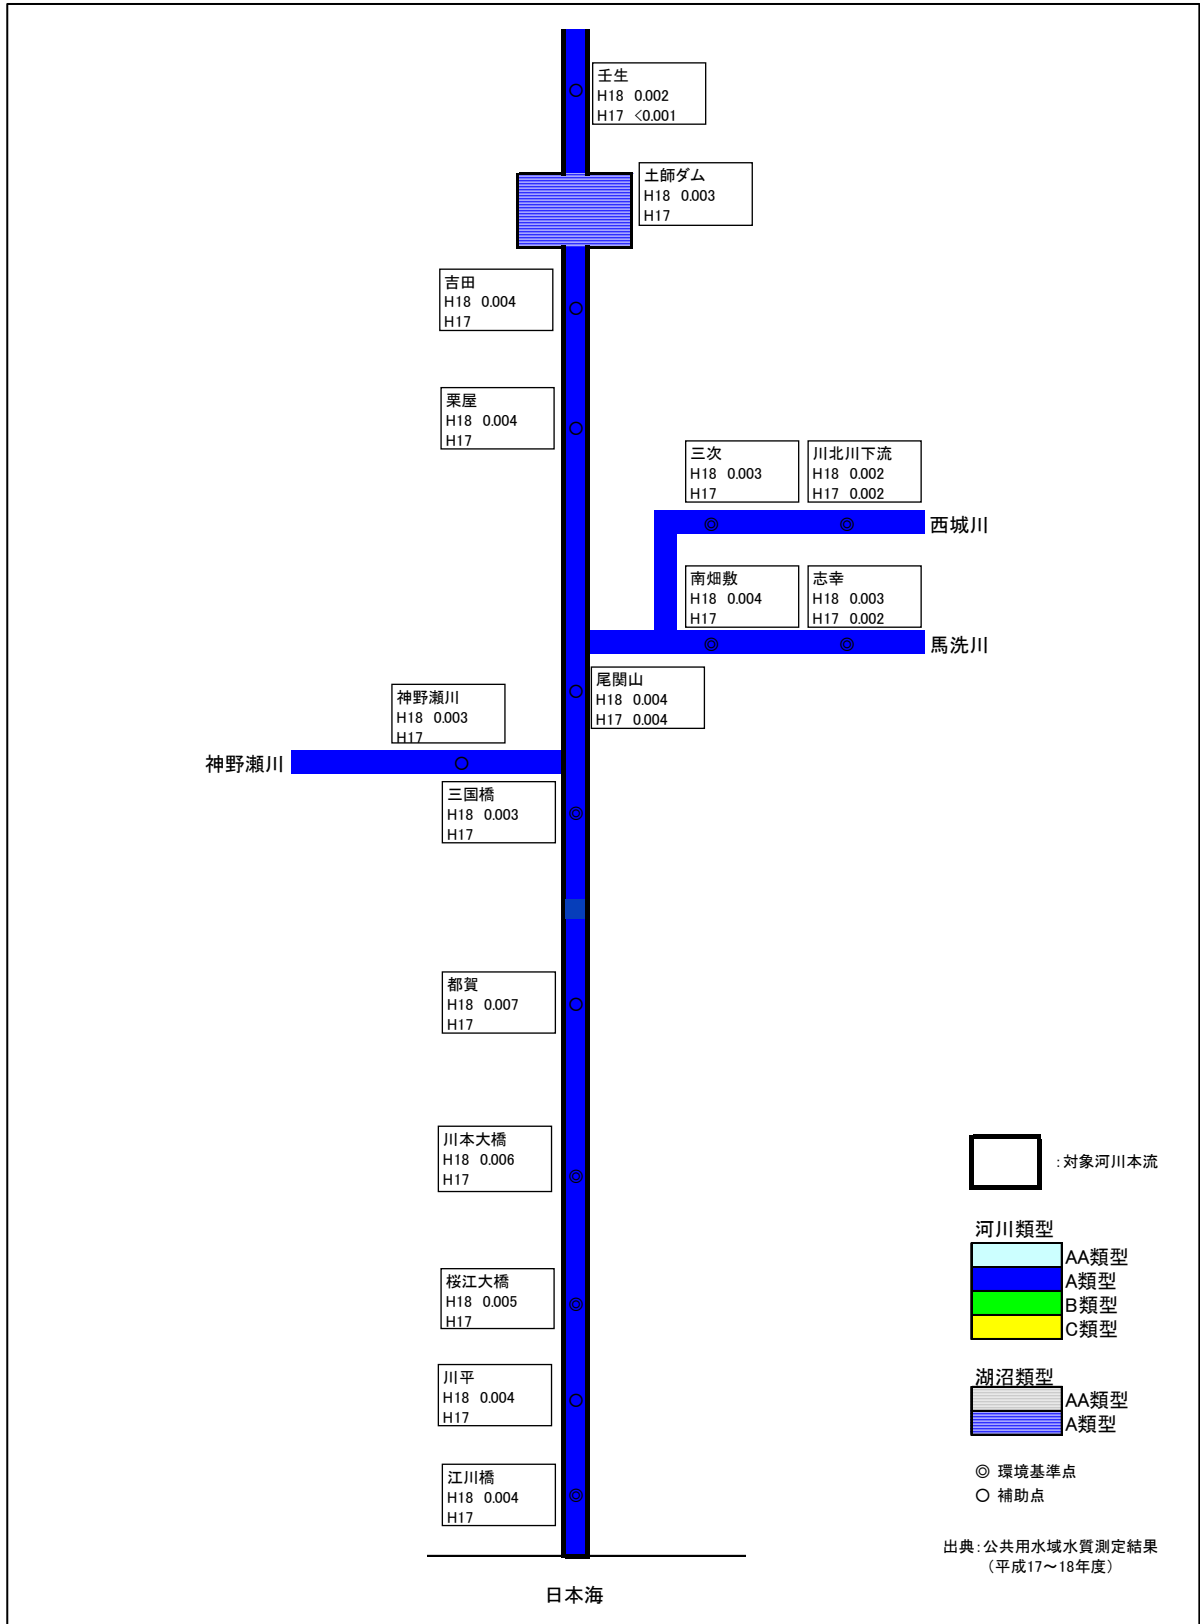 壬生
H18 0.002
H17 <0.001
土師ダム
H18 0.003
H17
吉田
H18 0.004
H17
粟屋
H18 0.004
H17
三次
H18 0.003
H17
川北川下流
H18 0.002
H17 0.002
西城川
南畑敷
H18 0.004
H17
志幸
H18 0.003
H17 0.002
馬洗川
尾関山
H18 0.004
H17 0.004
神野瀬川
H18 0.003
H17
神野瀬川
三国橋
H18 0.003
H17
都賀
H18 0.007
H17
川本大橋
H18 0.006
H17
桜江大橋
H18 0.005
H17
川平
H18 0.004
H17
江川橋
H18 0.004
H17
日本海
:対象河川本流
河川類型
AA類型
A類型
B類型
C類型
湖沼類型
AA類型
A類型
◎ 環境基準点
○ 補助点
出典:公共用水域水質測定結果
(平成17～18年度)